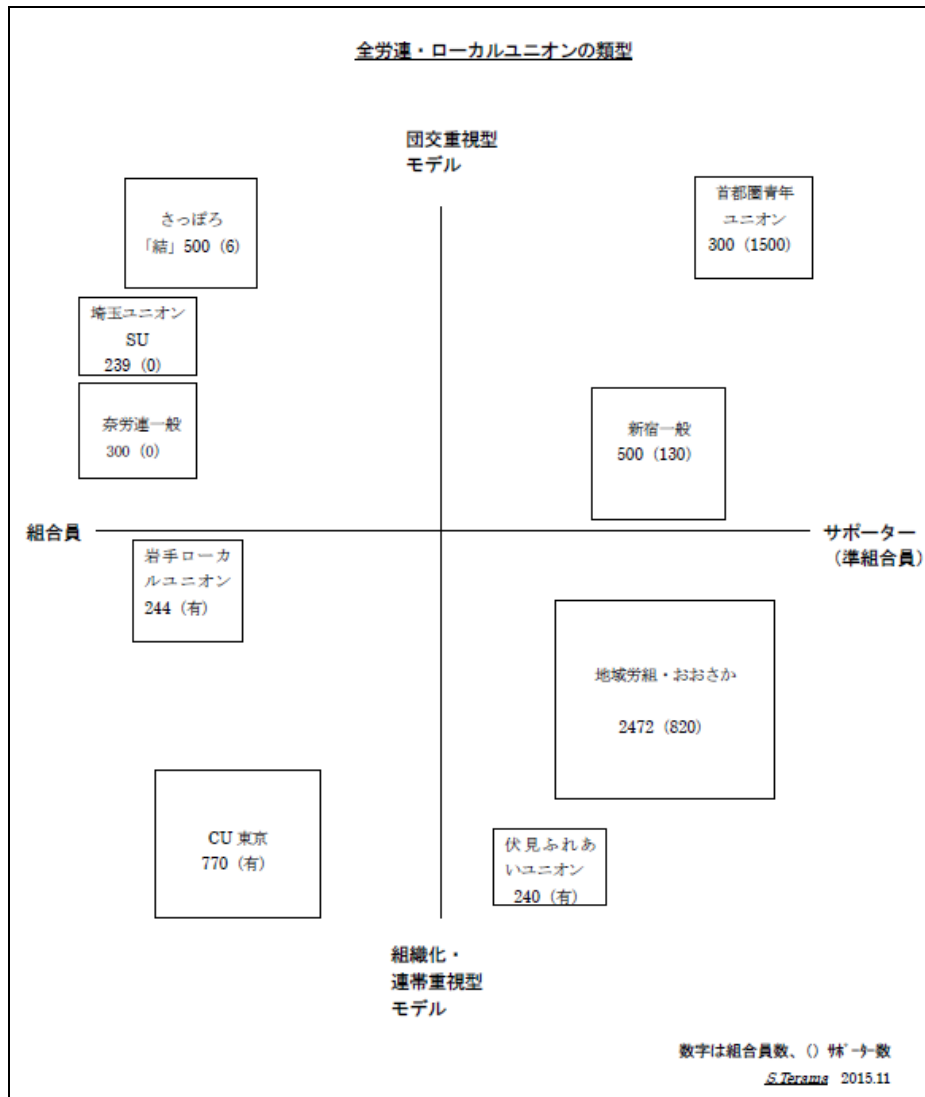 全労連・ローカルユニオンの類型
団交重視型
モデル
さっぽろ
「結」500（6）
首都圏青年
ユニオン
300（1500）
埼玉ユニオン
SU
239（0）
奈労連一般
300（0）
新宿一般
500（130）
組合員
サポーター
（準組合員）
岩手ローカ
ルユニオン
244（有）
地域労組・おおさか
2472（820）
CU 東京
770（有）
伏見ふれあ
いユニオン
240（有）
組織化・
連帯重視型
モデル
数字は組合員数、（）ｻﾎﾟｰﾀｰ数
S.Terama 2015.11